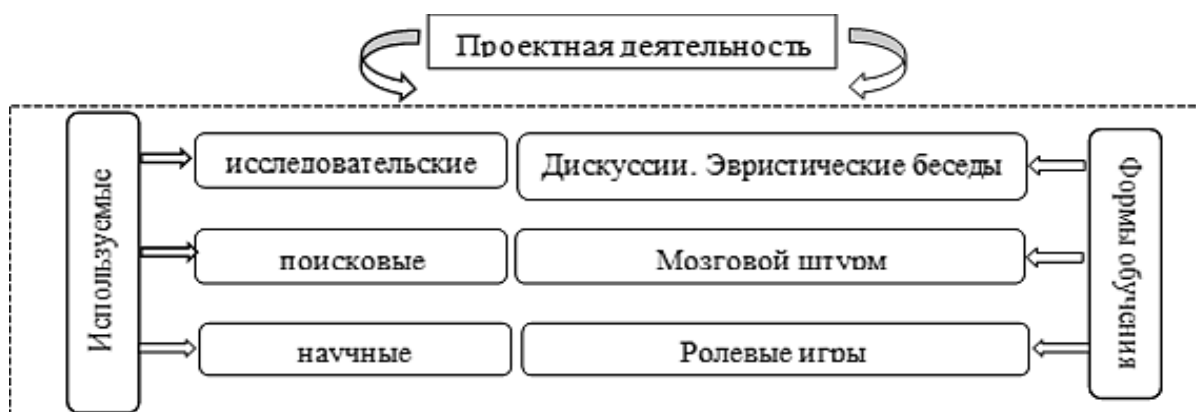 Проектная деятельность
Используемые
исследовательские
Дискуссии. Эвристические беседы
поисковые
Мозговой штурм
научные
Ролевые игры
Формы обучения